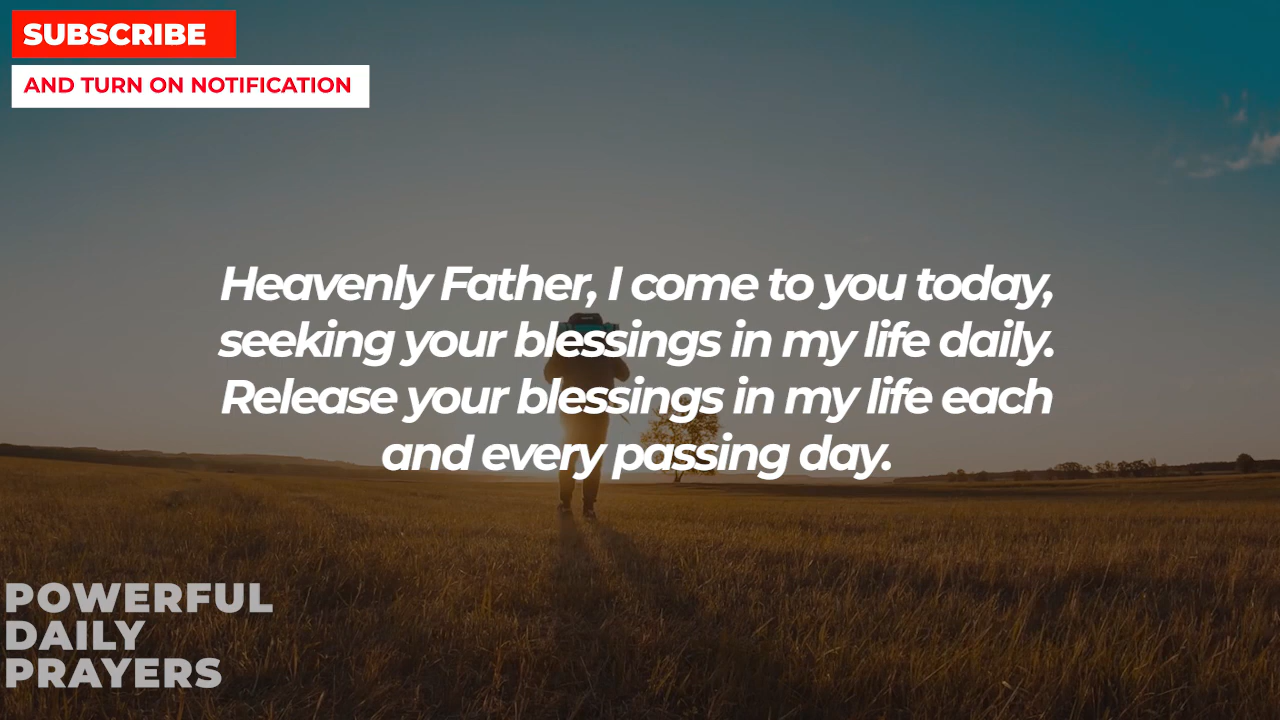 SUBSCRIBE
AND TURN ON NOTIFICATION
Heavenly Father, I come to you today,
seeking your blessings in my life daily.
Release your blessings in my life each
and every passing day.
POWERFUL
DAILY
PRAYERS